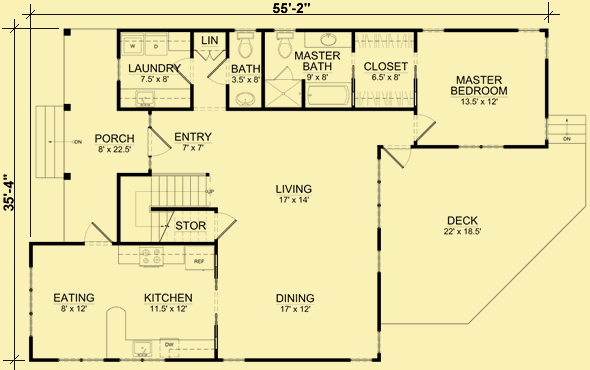 55'-2"
35'-4"
LIN
W D
LAUNDRY
7.5' x 8'
BATH
3.5' x 8'
MASTER
BATH
9' x 8'
CLOSET
6.5' x 8'
MASTER
BEDROOM
13.5' x 12'
PORCH
8' x 22.5'
DN
ENTRY
7' x 7'
DN
UP
LIVING
17' x 14'
STOR
DECK
22' x 18.5'
REF
EATING
8' x 12'
KITCHEN
11.5' x 12'
DINING
17' x 12'
DW